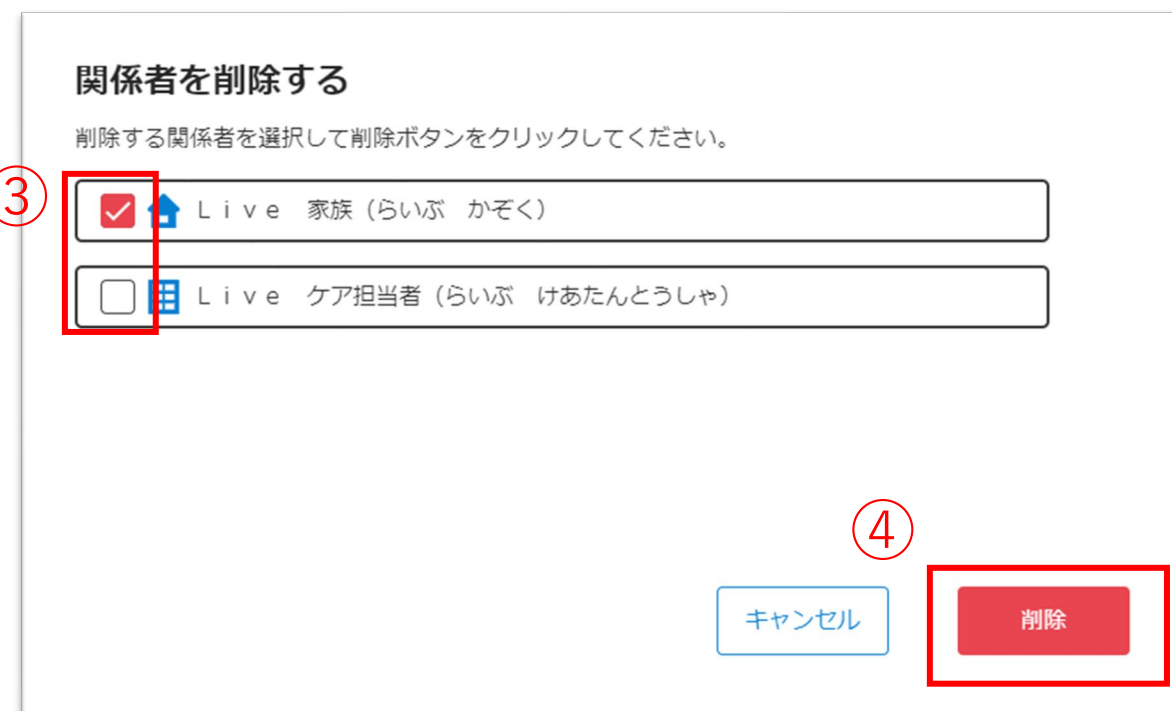 関係者を削除する
削除する関係者を選択して削除ボタンをクリックしてください。
③
Ｌｉｖｅ　家族（らいぶ　かぞく）
Ｌｉｖｅ　ケア担当者（らいぶ　けあたんとうしゃ）
④
キャンセル
削除